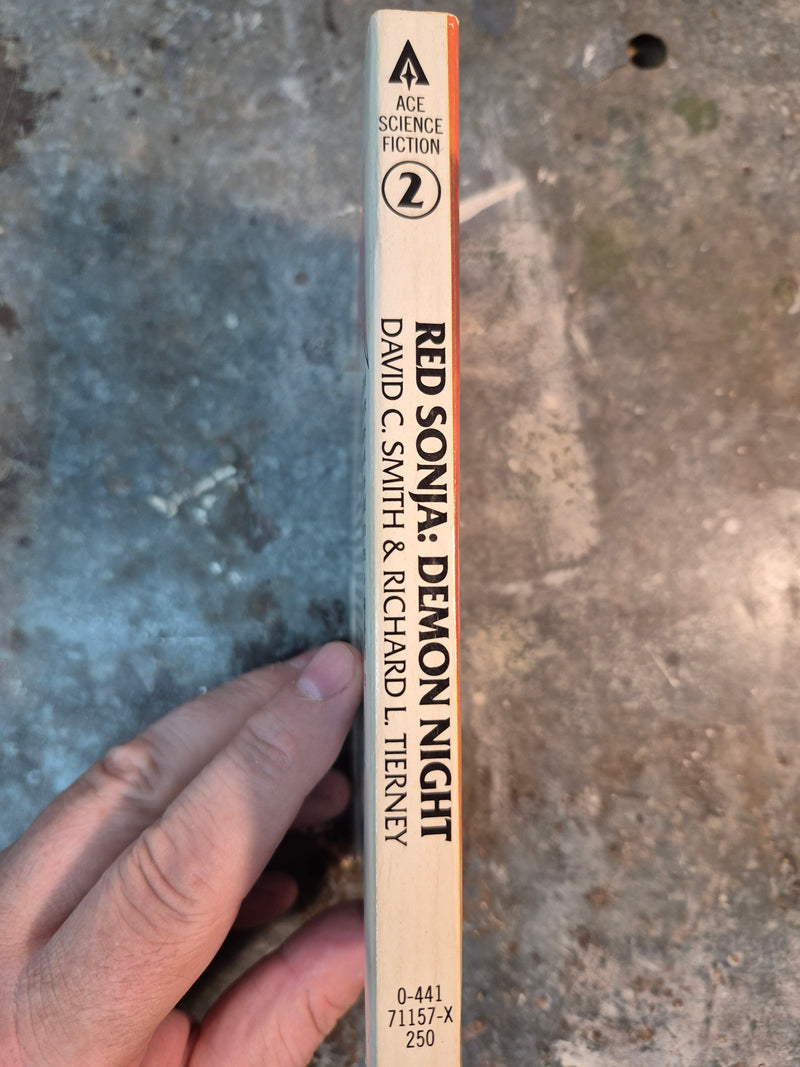 ACE
SCIENCE
FICTION
2
RED SONJA: DEMON NIGHT
DAVID C. SMITH & RICHARD L. TIERNEY
0-441
71157-X
250